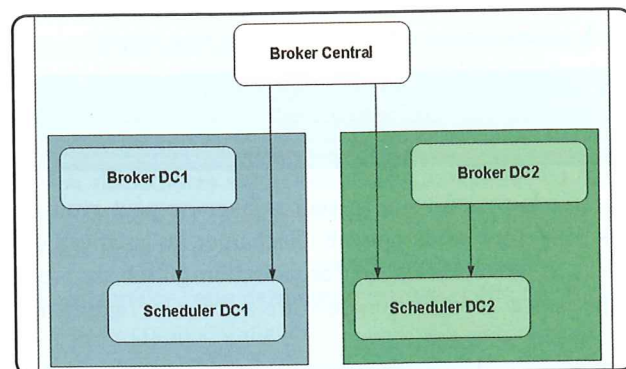 Broker Central
Broker DC1
Broker DC2
Scheduler DC1
Scheduler DC2